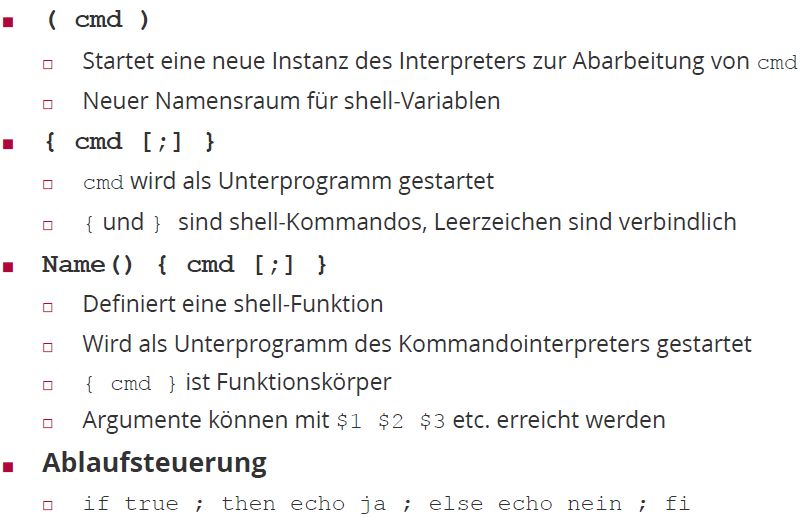 ( cmd )
Startet eine neue Instanz des Interpreters zur Abarbeitung von cmd
Neuer Namensraum für shell-Variablen
{ cmd [;] }
cmd wird als Unterprogramm gestartet
{ und } sind shell-Kommandos, Leerzeichen sind verbindlich
Name() { cmd [;] }
Definiert eine shell-Funktion
Wird als Unterprogramm des Kommandointerpreters gestartet
{ cmd } ist Funktionskörper
Argumente können mit $1 $2 $3 etc. erreicht werden
Ablaufsteuerung
if true ; then echo ja ; else echo nein ; fi